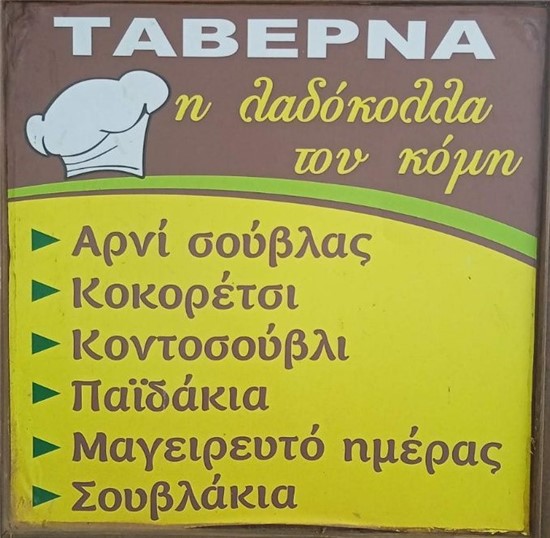 ΤΑΒΕΡΝΑ
η λαδόκολλα
του κόμη
Αρνί σούβλας
Κοκορέτσι
Κοντοσούβλι
Παϊδάκια
Μαγειρευτό ημέρας
Σουβλάκια